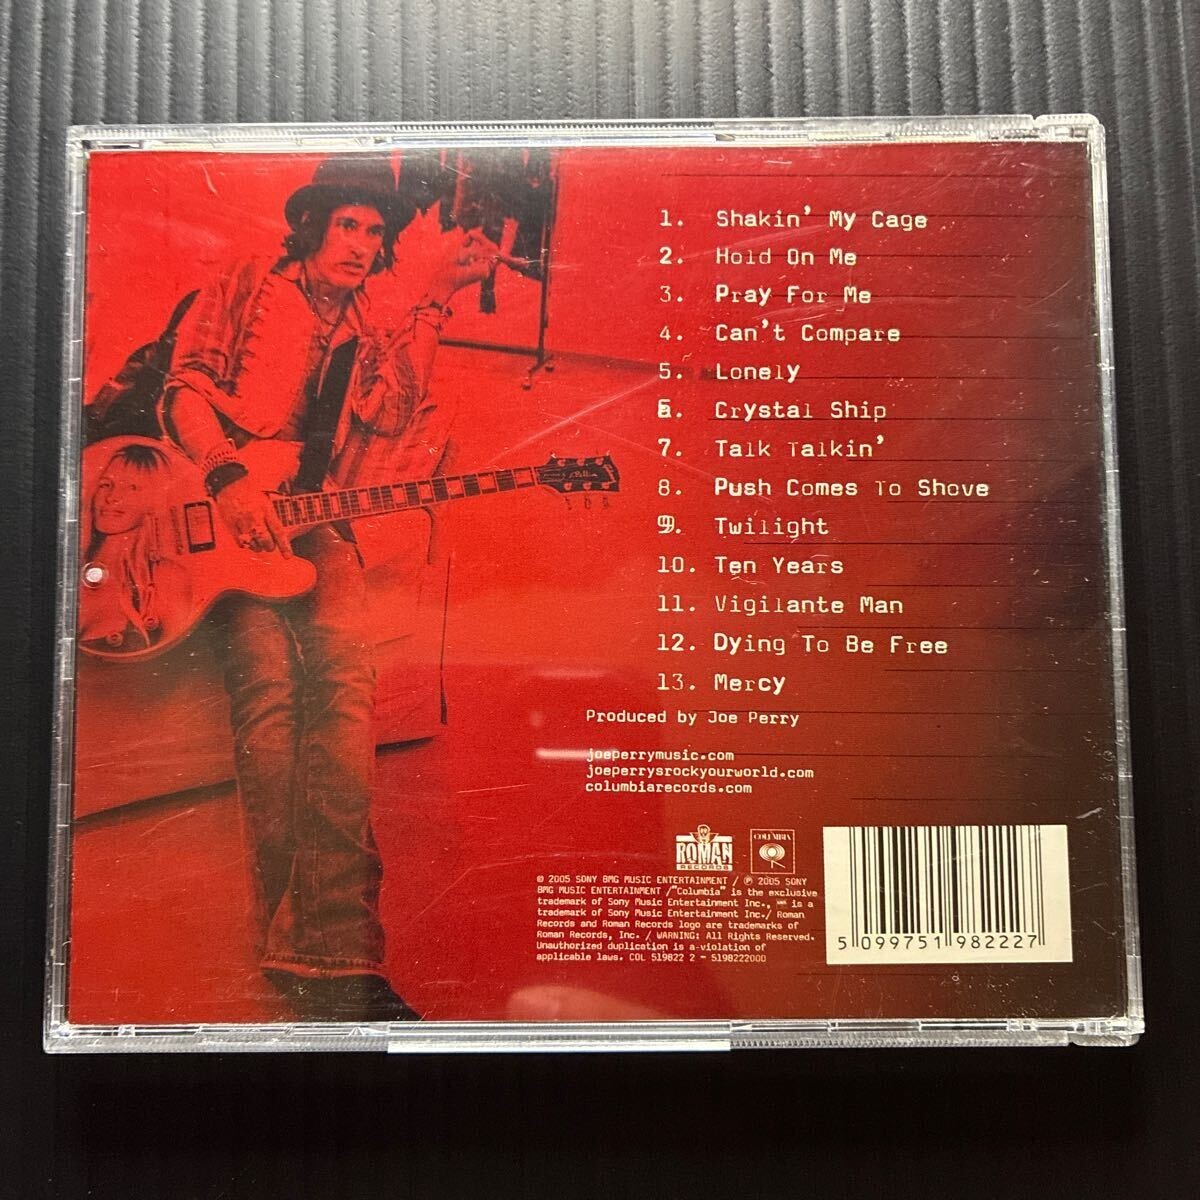 1. Shakin' My Cage
2. Hold On Me
3. Pray For Me
4. Can't Compare
5. Lonely
6. Crystal Ship
7. Talk Talkin'
8. Push Comes To Shove
9. Twilight
10. Ten Years
11. Vigilante Man
12. Dying To Be Free
13. Mercy
Produced by Joe Perry
joeperrymusic.com
joeperrysrockyourworld.com
columbiarecords.com
ROMAN
RECORDS
COLUMBIA
© 2005 SONY BMG MUSIC ENTERTAINMENT / ℗ 2005 SONY
BMG MUSIC ENTERTAINMENT /"Columbia" is the exclusive
trademark of Sony Music Entertainment Inc., is a
trademark of Sony Music Entertainment Inc./ Roman
Records and Roman Records logo are trademarks of
Roman Records, Inc. / WARNING: All Rights Reserved.
Unauthorized duplication is a violation of
applicable laws. COL 519822 2 - 5198222000
5 099751 982227